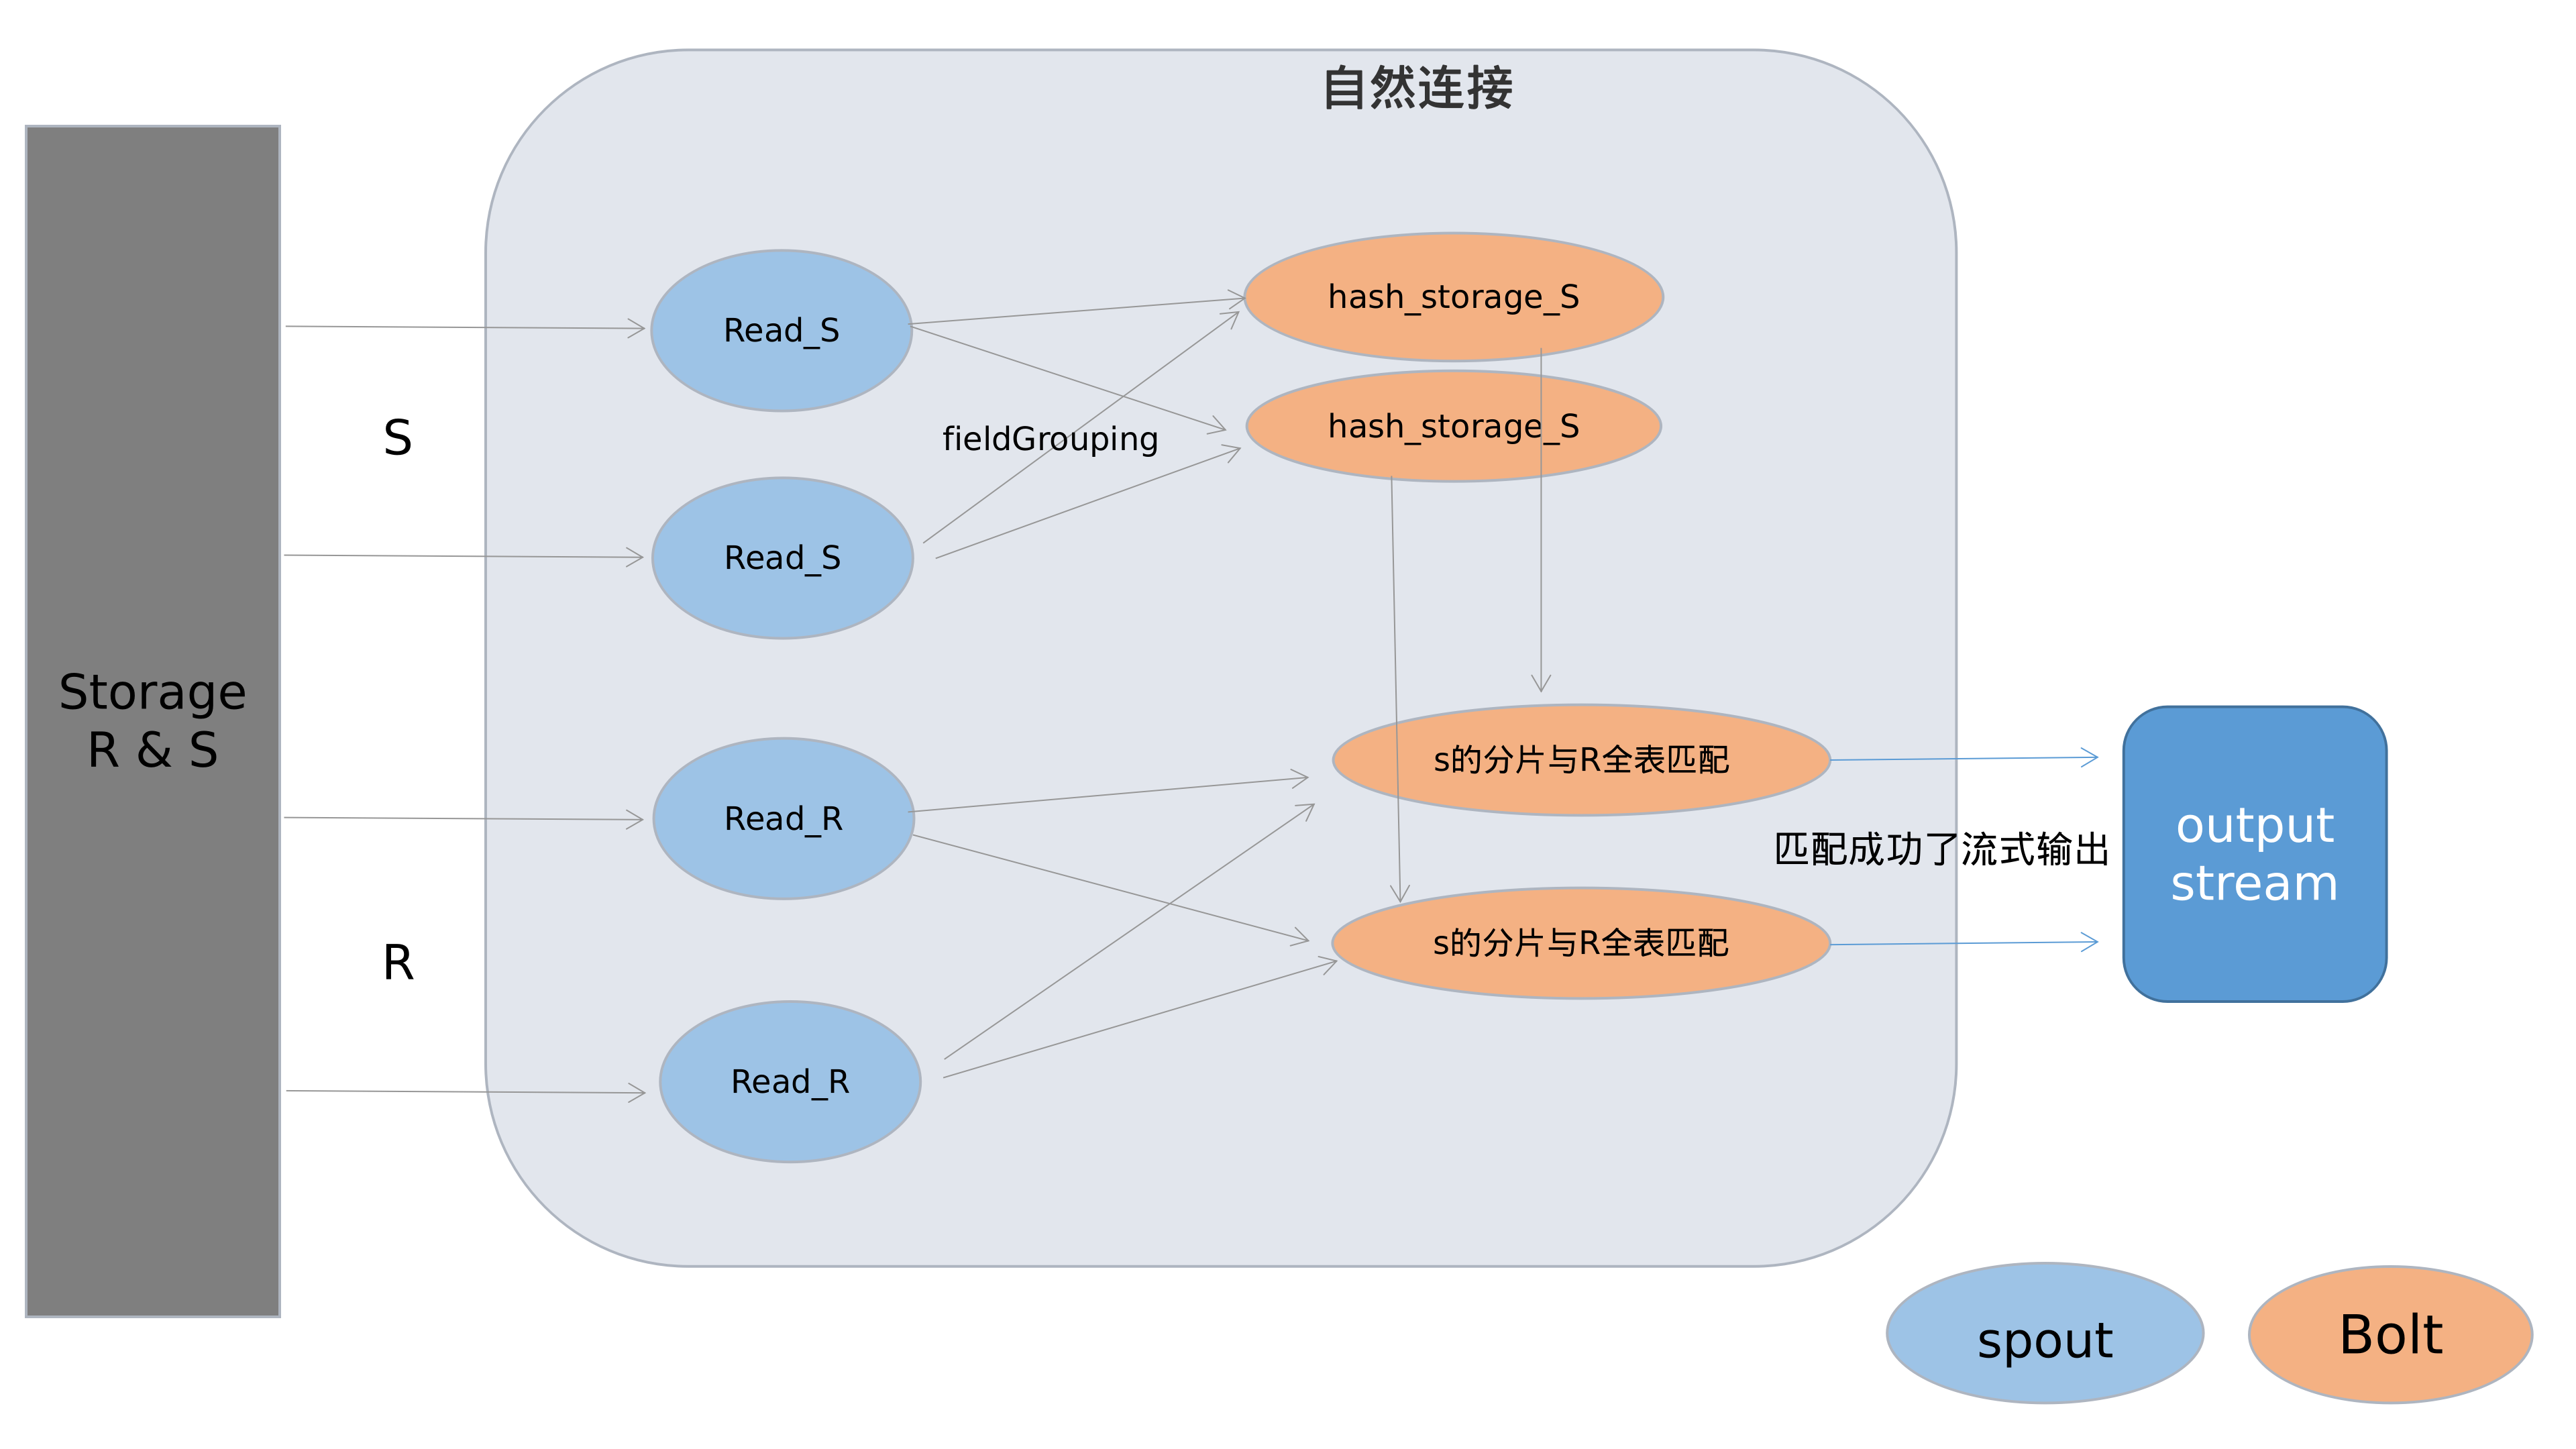 自然连接
Storage
R & S
S
R
Read_S
Read_S
Read_R
Read_R
fieldGrouping
hash_storage_S
hash_storage_S
s的分片与R全表匹配
s的分片与R全表匹配
匹配成功了流式输出
output
stream
spout
Bolt